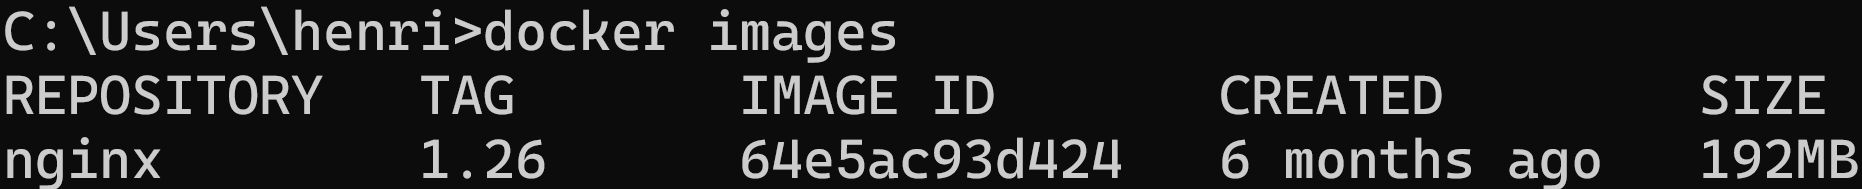 C:\Users\henri>docker images
REPOSITORY   TAG       IMAGE ID       CREATED        SIZE
nginx        1.26      64e5ac93d424   6 months ago   192MB